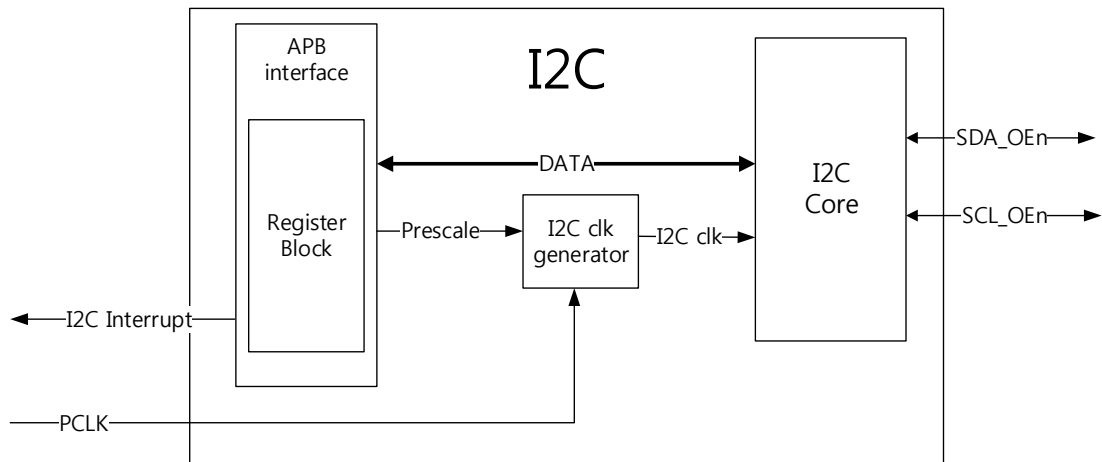 APB
interface
I2C
SDA_OEn
DATA
I2C
Core
Register
Block
Prescale
I2C clk
generator
I2C clk
SCL_OEn
I2C Interrupt
PCLK